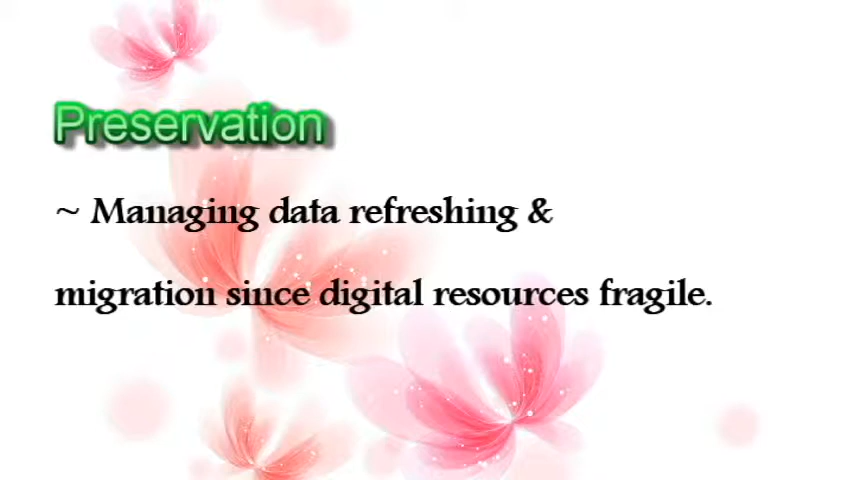 Preservation
~ Managing data refreshing &
migration since digital resources fragile.